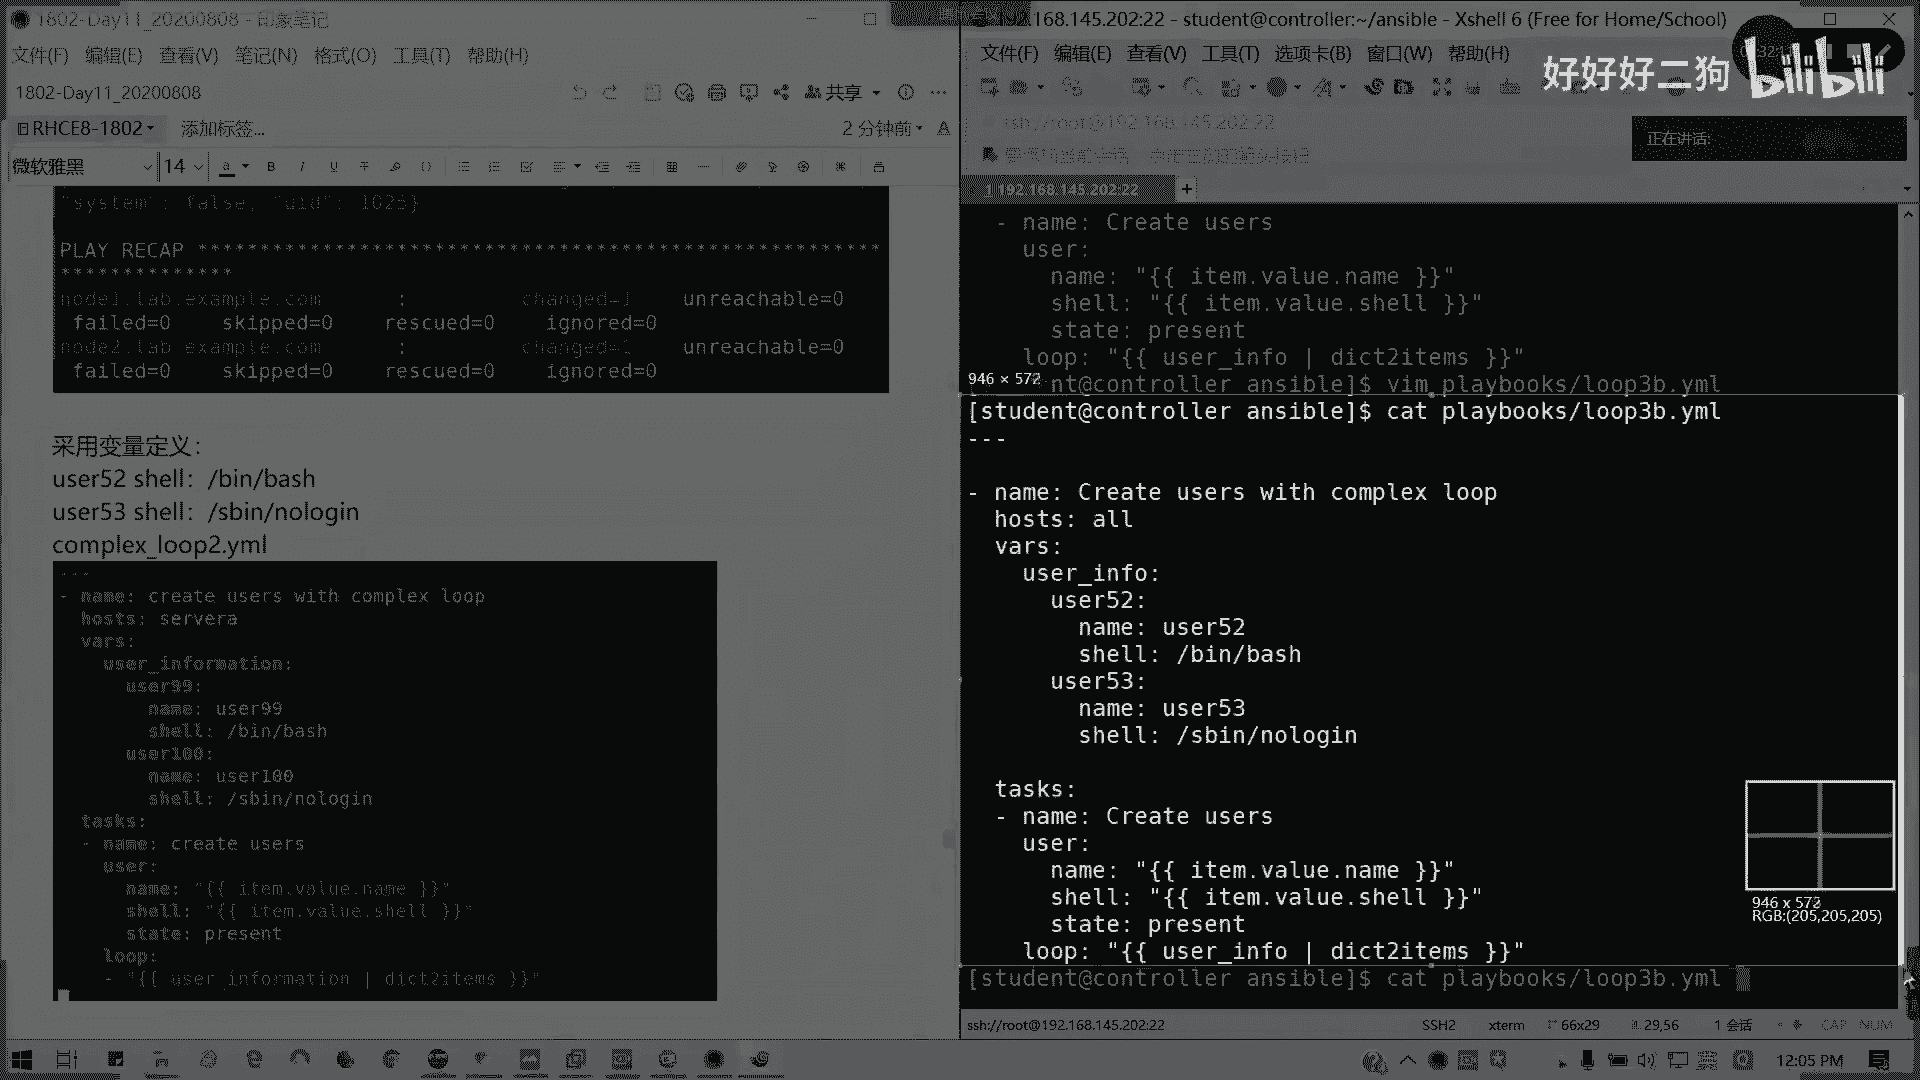 1802-Day11_20200808 - 印象笔记
文件(F) 编辑(E) 查看(V) 笔记(N) 格式(O) 工具(T) 帮助(H)
1802-Day11_20200808
共享
RHCE8-1802
添加标签...
2 分钟前
微软雅黑
14
"system": false, "uid": 1025}
PLAY RECAP *******************************************************
**************
node1.lab.example.com : changed=1 unreachable=0
failed=0 skipped=0 rescued=0 ignored=0
node2.lab.example.com : changed=1 unreachable=0
failed=0 skipped=0 rescued=0 ignored=0
采用变量定义：
user52 shell：/bin/bash
user53 shell：/sbin/nologin
complex_loop2.yml
---
- name: create users with complex loop
hosts: servera
vars:
user_information:
user99:
name: user99
shell: /bin/bash
user100:
name: user100
shell: /sbin/nologin
tasks:
- name: create users
user:
name: "{{ item.value.name }}"
shell: "{{ item.value.shell }}"
state: present
loop:
- "{{ user_information | dict2items }}"
.168.145.202:22 - student@controller:~/ansible - Xshell 6 (Free for Home/School)
文件(F) 编辑(E) 查看(V) 工具(T) 选项卡(B) 窗口(W) 帮助(H)
好好好二狗 bilibili
ssh://root@192.168.145.202:22
正在讲话:
1 192.168.145.202:22
- name: Create users
user:
name: "{{ item.value.name }}"
shell: "{{ item.value.shell }}"
state: present
loop: "{{ user_info | dict2items }}"
946 × 572
nt@controller ansible]$ vim playbooks/loop3b.yml
[student@controller ansible]$ cat playbooks/loop3b.yml
---
- name: Create users with complex loop
hosts: all
vars:
user_info:
user52:
name: user52
shell: /bin/bash
user53:
name: user53
shell: /sbin/nologin
tasks:
- name: Create users
user:
name: "{{ item.value.name }}"
shell: "{{ item.value.shell }}"
state: present
loop: "{{ user_info | dict2items }}"
[student@controller ansible]$ cat playbooks/loop3b.yml
946 x 572
RGB:(205,205,205)
ssh://root@192.168.145.202:22
SSH2
xterm
66x29
29,56
1 会话
CAP
NUM
12:05 PM